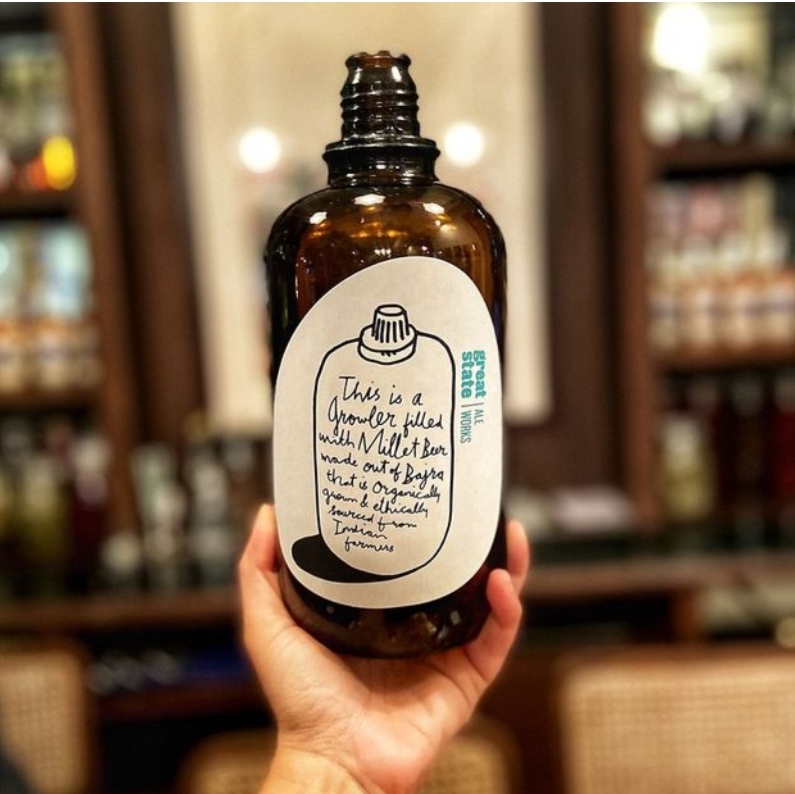 This is a
Growler filled
with Millet Beer
made out of Bajra
that is Organically
grown & ethically
sourced from
Indian
farmers
great
state
ALE
WORKS